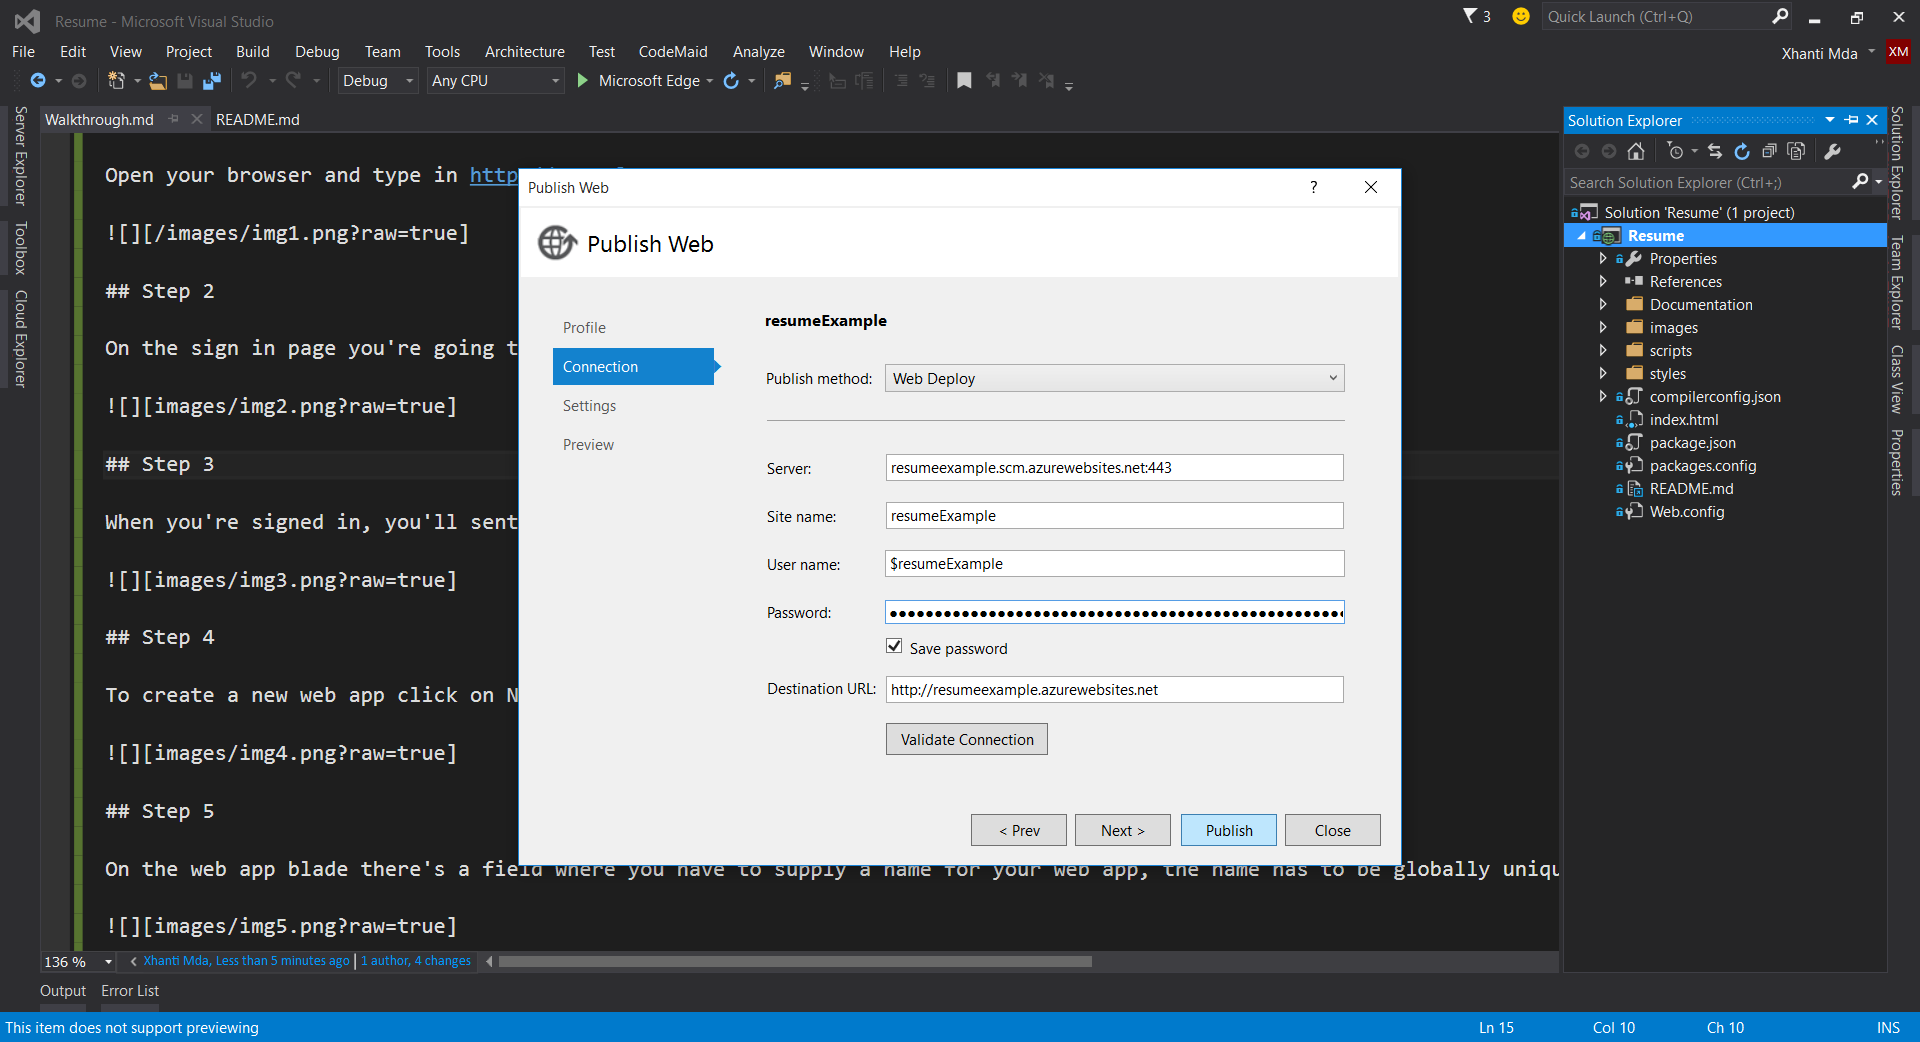 Resume - Microsoft Visual Studio
3
Quick Launch (Ctrl+Q)
File Edit View Project Build Debug Team Tools Architecture Test CodeMaid Analyze Window Help
Xhanti Mda XM
Debug Any CPU Microsoft Edge
Server Explorer
Toolbox
Cloud Explorer
Walkthrough.md README.md
Open your browser and type in http
![][/images/img1.png?raw=true]
## Step 2
On the sign in page you're going t
![][images/img2.png?raw=true]
## Step 3
When you're signed in, you'll sent
![][images/img3.png?raw=true]
## Step 4
To create a new web app click on N
![][images/img4.png?raw=true]
## Step 5
On the web app blade there's a field where you have to supply a name for your web app, the name has to be globally uniqu
![][images/img5.png?raw=true]
136 %
Xhanti Mda, Less than 5 minutes ago | 1 author, 4 changes
Output Error List
This item does not support previewing
Ln 15 Col 10 Ch 10 INS
Publish Web ?
Publish Web
Profile
Connection
Settings
Preview
resumeExample
Publish method: Web Deploy
Server: resumeexample.scm.azurewebsites.net:443
Site name: resumeExample
User name: $resumeExample
Password:
Save password
Destination URL: http://resumeexample.azurewebsites.net
Validate Connection
< Prev Next > Publish Close
Solution Explorer
Search Solution Explorer (Ctrl+;)
Solution 'Resume' (1 project)
Resume
Properties
References
Documentation
images
scripts
styles
compilerconfig.json
index.html
package.json
packages.config
README.md
Web.config
Solution Explorer
Team Explorer
Class View
Properties